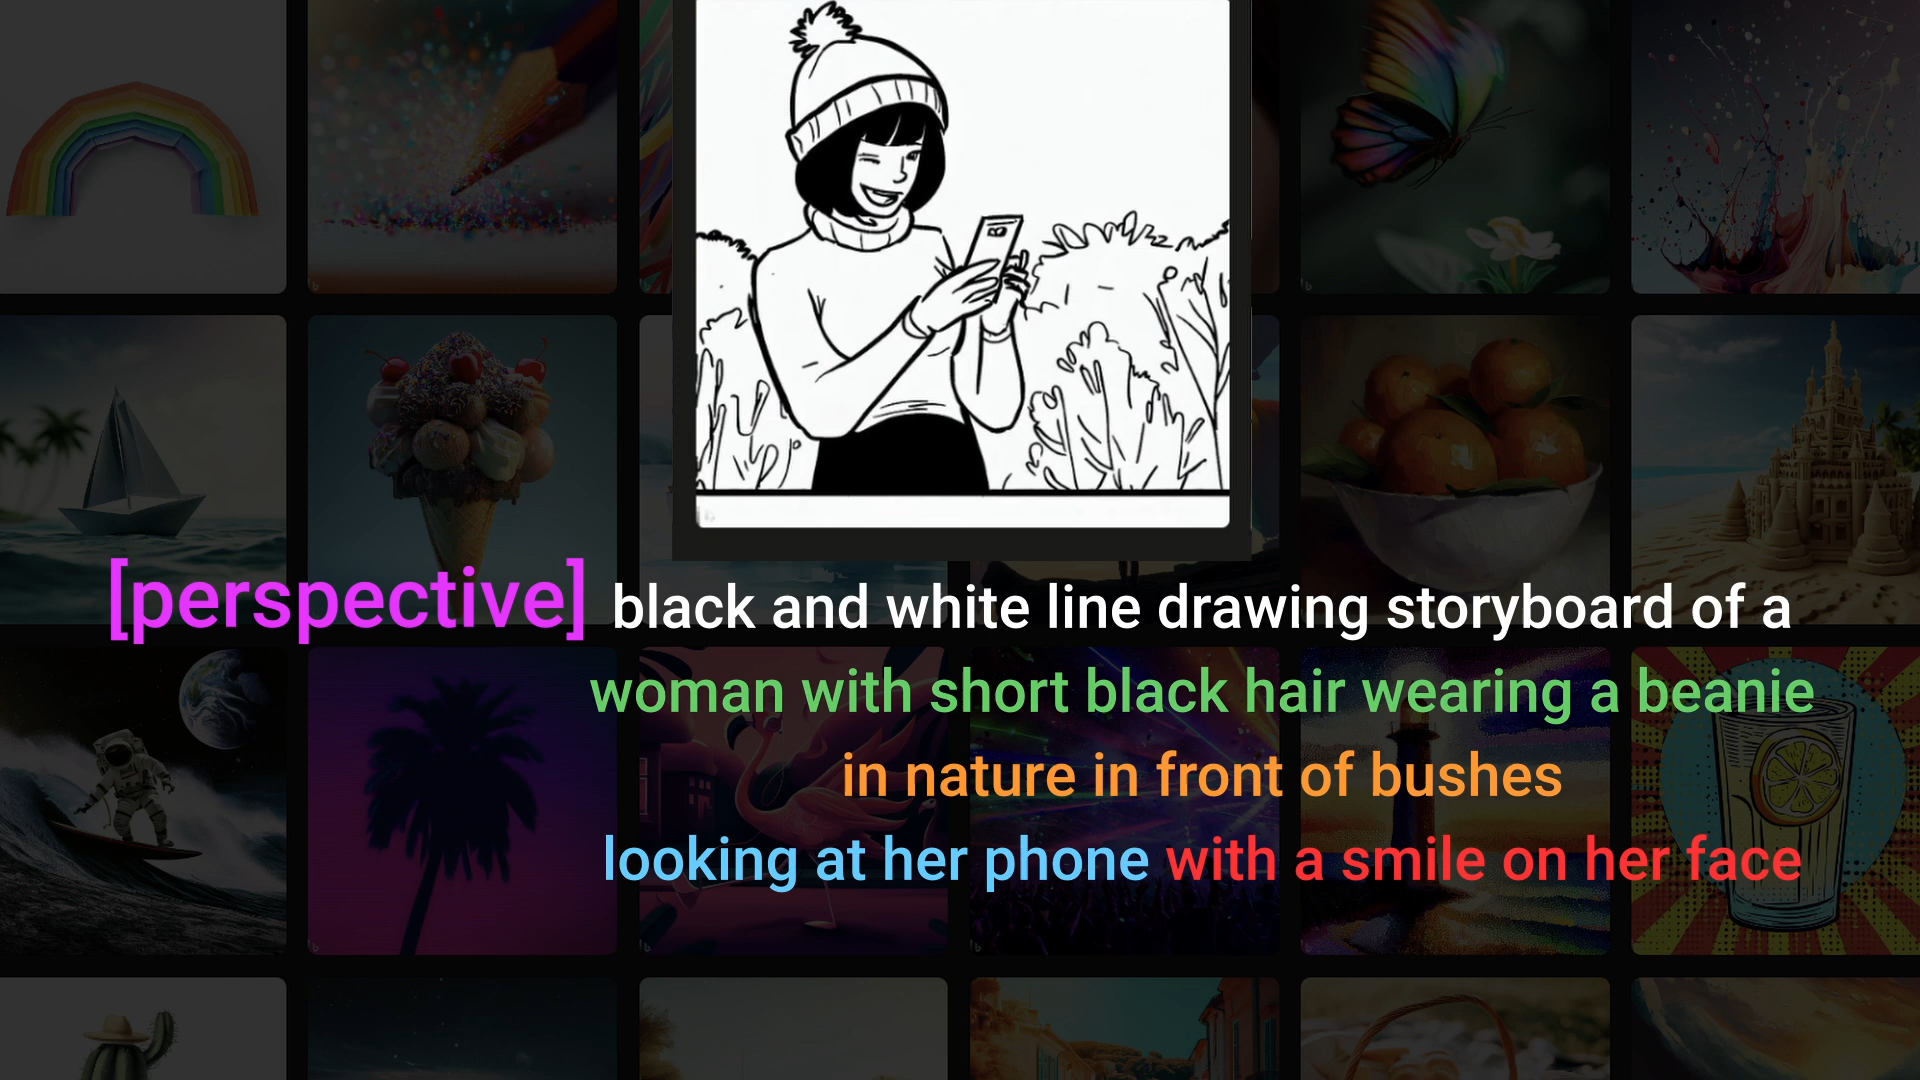 [perspective] black and white line drawing storyboard of a
woman with short black hair wearing a beanie
in nature in front of bushes
looking at her phone with a smile on her face